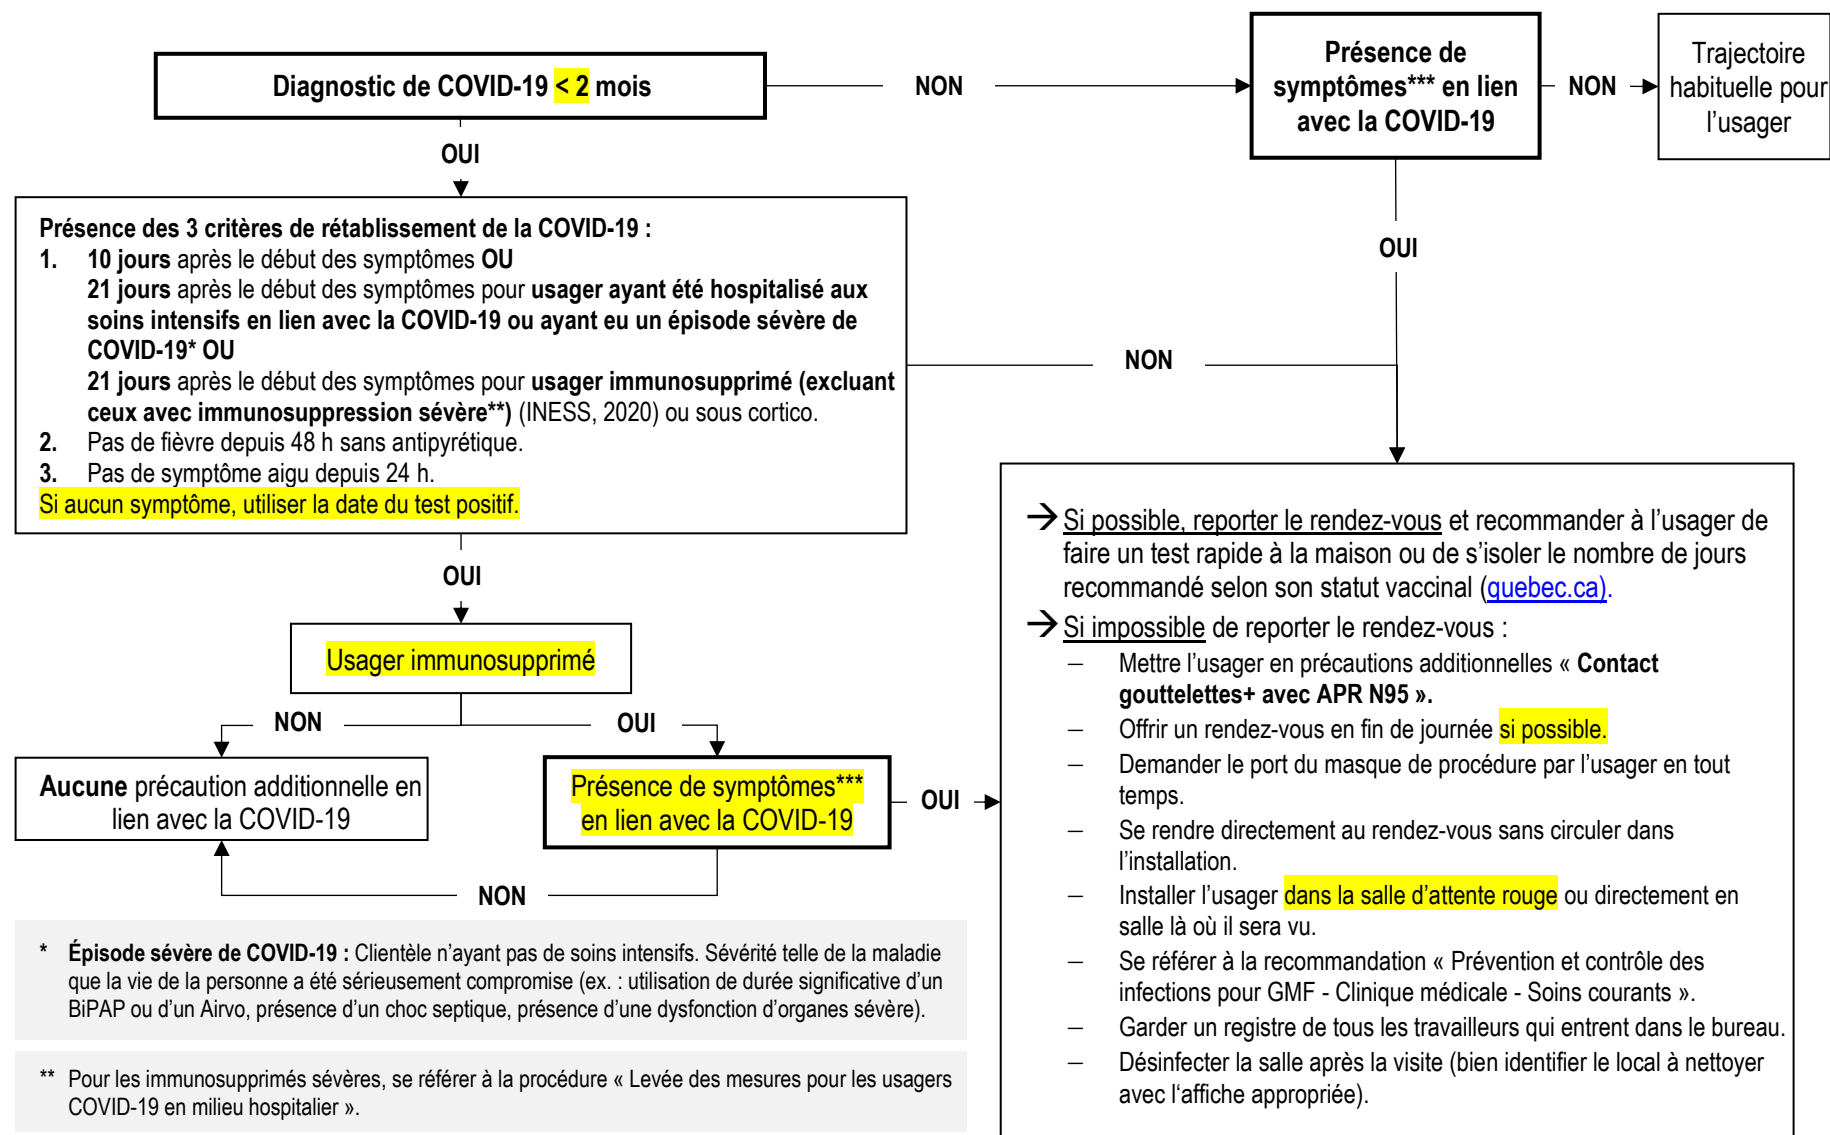 Diagnostic de COVID-19 < 2 mois
NON
Présence de
symptômes*** en lien
avec la COVID-19
NON
Trajectoire
habituelle pour
l'usager
OUI
Présence des 3 critères de rétablissement de la COVID-19 :
1. 10 jours après le début des symptômes OU
21 jours après le début des symptômes pour usager ayant été hospitalisé aux
soins intensifs en lien avec la COVID-19 ou ayant eu un épisode sévère de
COVID-19* OU
21 jours après le début des symptômes pour usager immunosupprimé (excluant
ceux avec immunosuppression sévère**) (INESS, 2020) ou sous cortico.
2. Pas de fièvre depuis 48 h sans antipyrétique.
3. Pas de symptôme aigu depuis 24 h.
Si aucun symptôme, utiliser la date du test positif.
OUI
NON
OUI
Usager immunosupprimé
NON
OUI
Aucune précaution additionnelle en
lien avec la COVID-19
Présence de symptômes***
en lien avec la COVID-19
OUI
NON
→ Si possible, reporter le rendez-vous et recommander à l'usager de
faire un test rapide à la maison ou de s'isoler le nombre de jours
recommandé selon son statut vaccinal (quebec.ca).
→ Si impossible de reporter le rendez-vous :
– Mettre l'usager en précautions additionnelles « Contact
gouttelettes+ avec APR N95 ».
– Offrir un rendez-vous en fin de journée si possible.
– Demander le port du masque de procédure par l'usager en tout
temps.
– Se rendre directement au rendez-vous sans circuler dans
l'installation.
– Installer l'usager dans la salle d'attente rouge ou directement en
salle là où il sera vu.
– Se référer à la recommandation « Prévention et contrôle des
infections pour GMF - Clinique médicale - Soins courants ».
– Garder un registre de tous les travailleurs qui entrent dans le bureau.
– Désinfecter la salle après la visite (bien identifier le local à nettoyer
avec l'affiche appropriée).
* Épisode sévère de COVID-19 : Clientèle n'ayant pas de soins intensifs. Sévérité telle de la maladie
que la vie de la personne a été sérieusement compromise (ex. : utilisation de durée significative d'un
BiPAP ou d'un Airvo, présence d'un choc septique, présence d'une dysfonction d'organes sévère).
** Pour les immunosupprimés sévères, se référer à la procédure « Levée des mesures pour les usagers
COVID-19 en milieu hospitalier ».